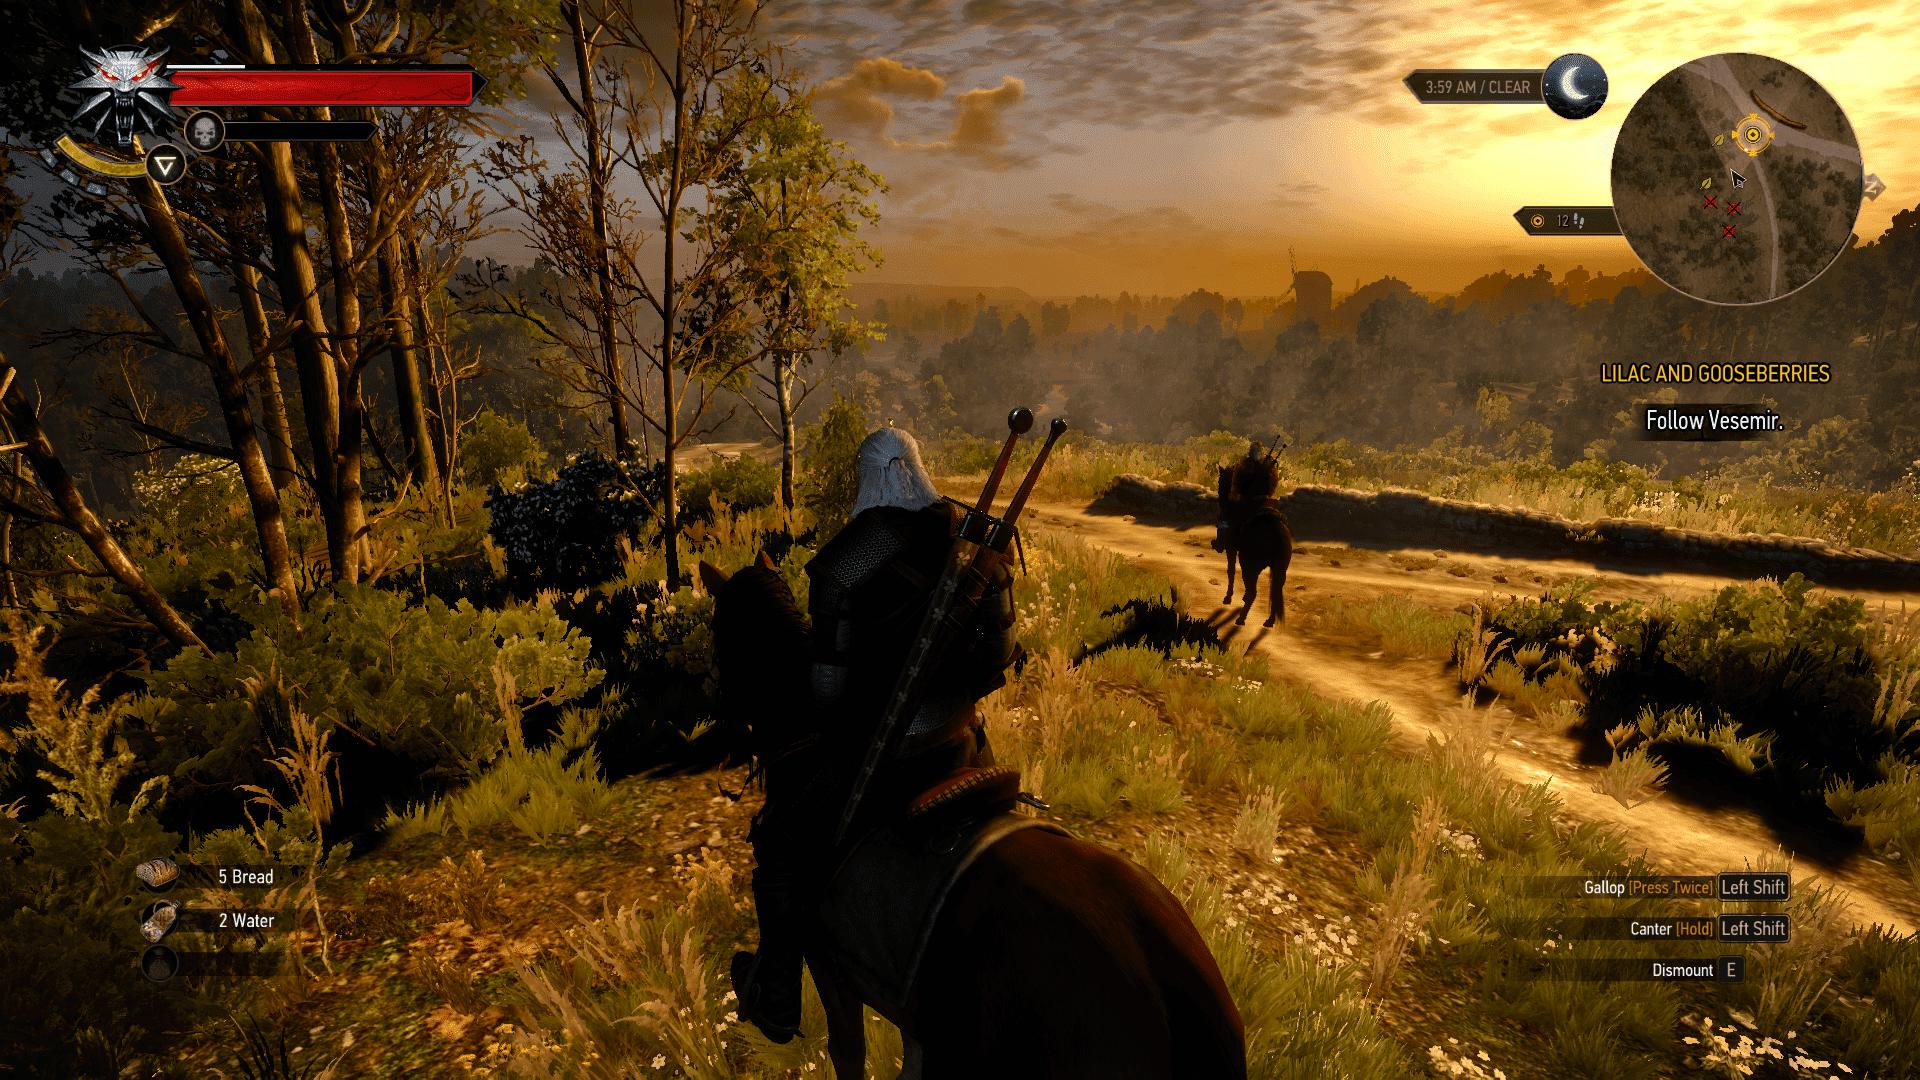 3:59 AM / CLEAR
N
12
LILAC AND GOOSEBERRIES
Follow Vesemir.
5 Bread
2 Water
Gallop [Press Twice] Left Shift
Canter [Hold] Left Shift
Dismount E